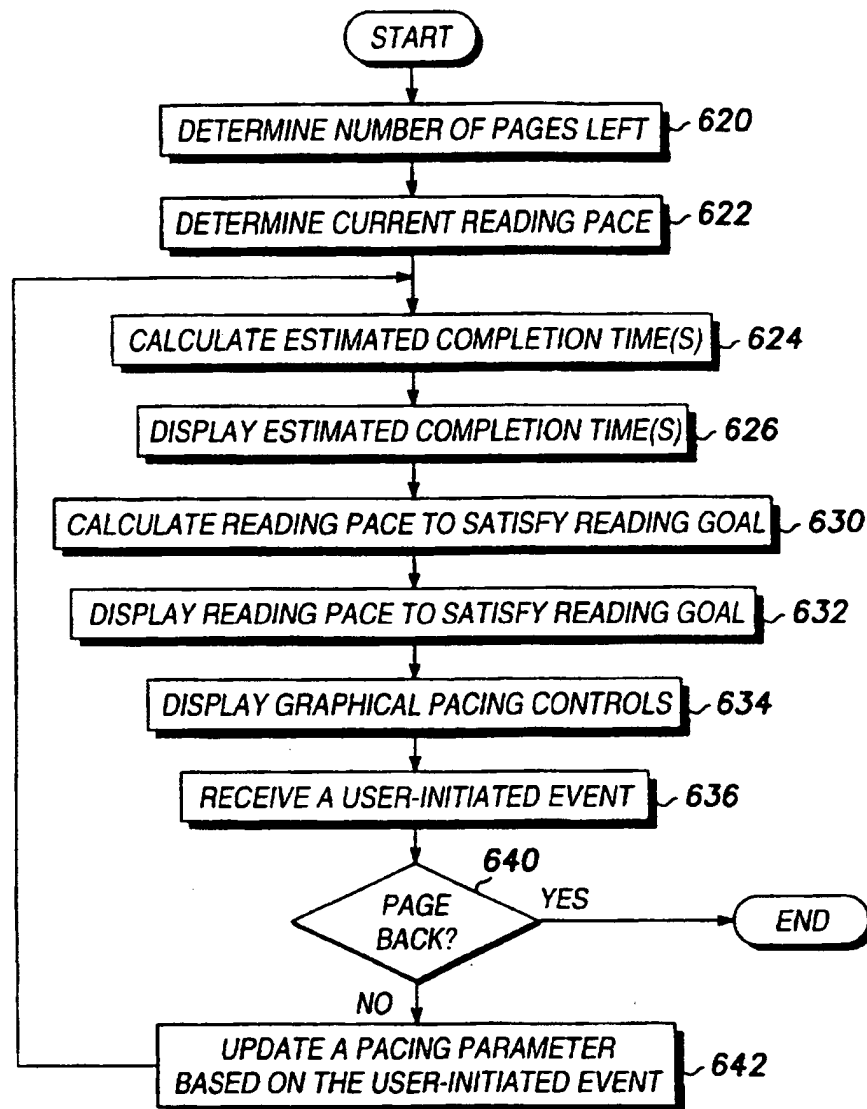 START
DETERMINE NUMBER OF PAGES LEFT 620
DETERMINE CURRENT READING PACE 622
CALCULATE ESTIMATED COMPLETION TIME(S) 624
DISPLAY ESTIMATED COMPLETION TIME(S) 626
CALCULATE READING PACE TO SATISFY READING GOAL 630
DISPLAY READING PACE TO SATISFY READING GOAL 632
DISPLAY GRAPHICAL PACING CONTROLS 634
RECEIVE A USER-INITIATED EVENT 636
640
PAGE
BACK?
YES
END
NO
UPDATE A PACING PARAMETER
BASED ON THE USER-INITIATED EVENT 642